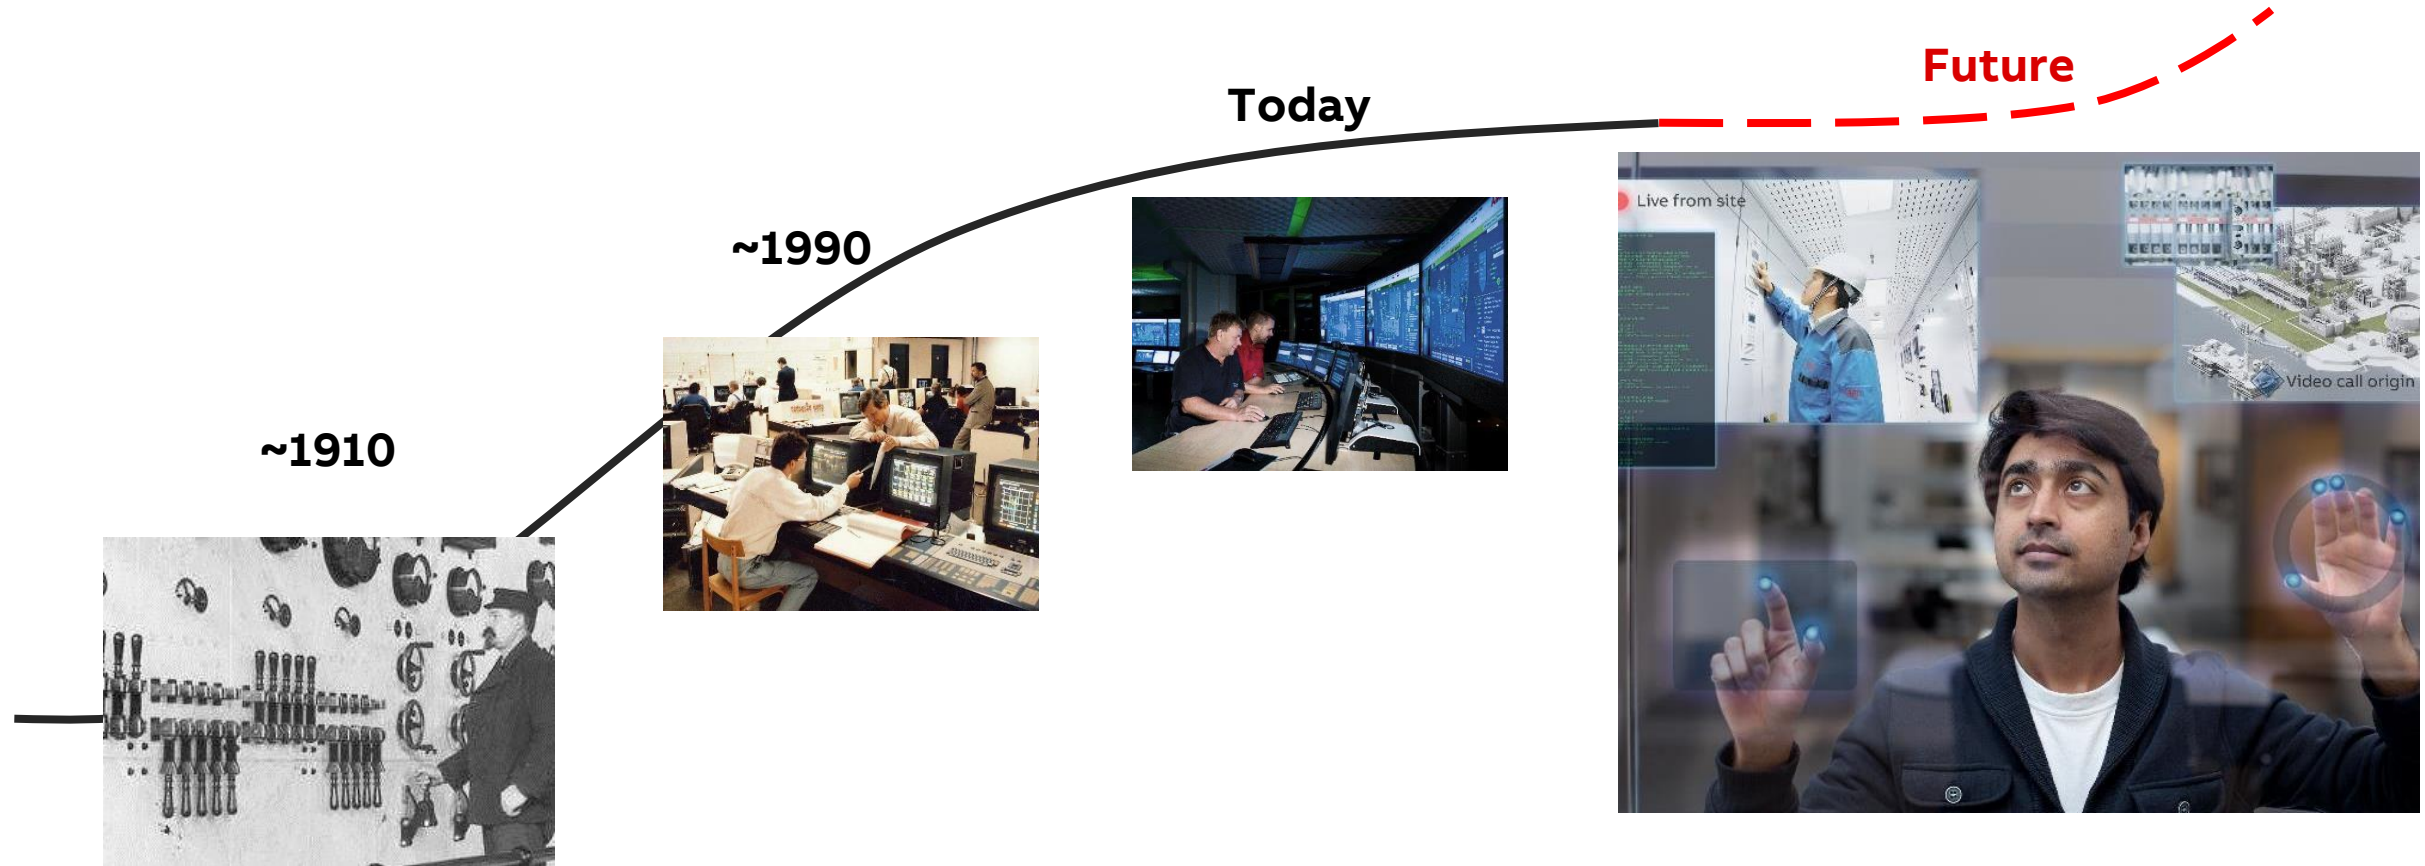 Future
Today
~1990
~1910
Live from site
Video call origin